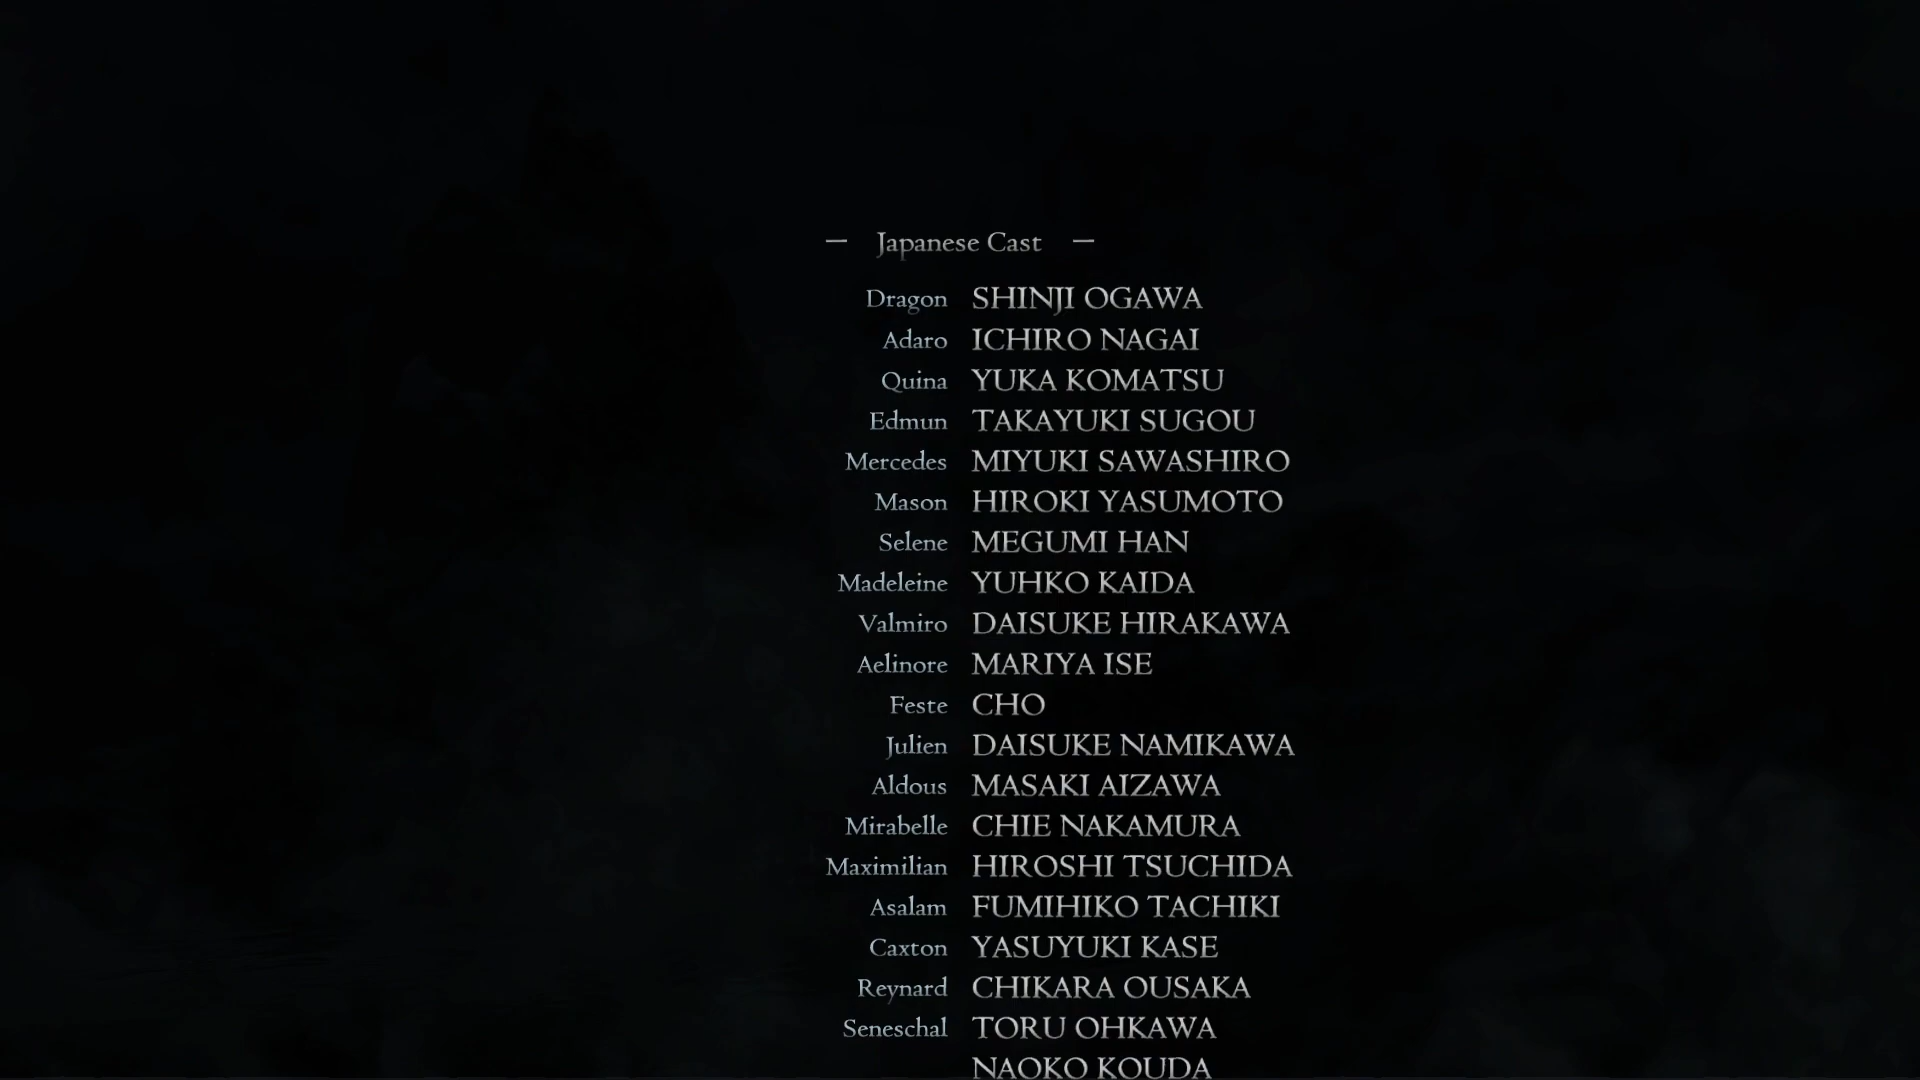 — Japanese Cast —
Dragon SHINJI OGAWA
Adaro ICHIRO NAGAI
Quina YUKA KOMATSU
Edmun TAKAYUKI SUGOU
Mercedes MIYUKI SAWASHIRO
Mason HIROKI YASUMOTO
Selene MEGUMI HAN
Madeleine YUHKO KAIDA
Valmiro DAISUKE HIRAKAWA
Aelinore MARIYA ISE
Feste CHO
Julien DAISUKE NAMIKAWA
Aldous MASAKI AIZAWA
Mirabelle CHIE NAKAMURA
Maximilian HIROSHI TSUCHIDA
Asalam FUMIHIKO TACHIKI
Caxton YASUYUKI KASE
Reynard CHIKARA OUSAKA
Seneschal TORU OHKAWA
NAOKO KOUDA